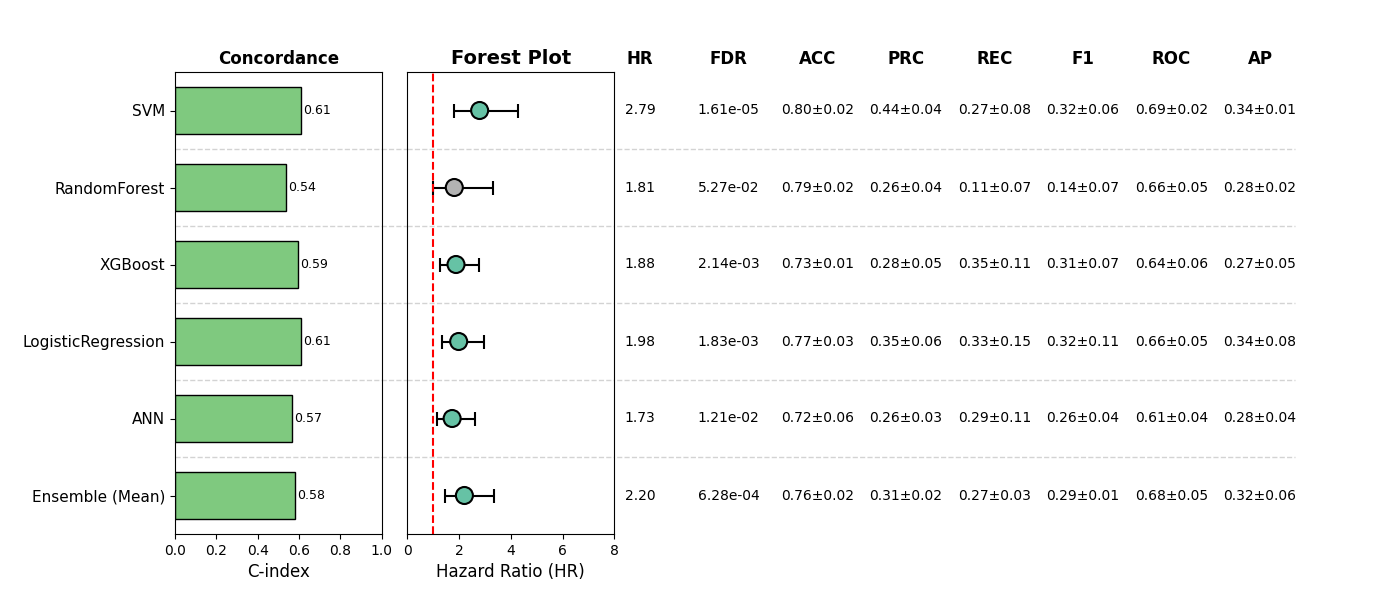 Concordance Forest Plot HR FDR ACC PRC REC F1 ROC AP
SVM 0.61 2.79 1.61e-05 0.80±0.02 0.44±0.04 0.27±0.08 0.32±0.06 0.69±0.02 0.34±0.01
RandomForest 0.54 1.81 5.27e-02 0.79±0.02 0.26±0.04 0.11±0.07 0.14±0.07 0.66±0.05 0.28±0.02
XGBoost 0.59 1.88 2.14e-03 0.73±0.01 0.28±0.05 0.35±0.11 0.31±0.07 0.64±0.06 0.27±0.05
LogisticRegression 0.61 1.98 1.83e-03 0.77±0.03 0.35±0.06 0.33±0.15 0.32±0.11 0.66±0.05 0.34±0.08
ANN 0.57 1.73 1.21e-02 0.72±0.06 0.26±0.03 0.29±0.11 0.26±0.04 0.61±0.04 0.28±0.04
Ensemble (Mean) 0.58 2.20 6.28e-04 0.76±0.02 0.31±0.02 0.27±0.03 0.29±0.01 0.68±0.05 0.32±0.06
0.0 0.2 0.4 0.6 0.8 1.0 0 2 4 6 8
C-index Hazard Ratio (HR)